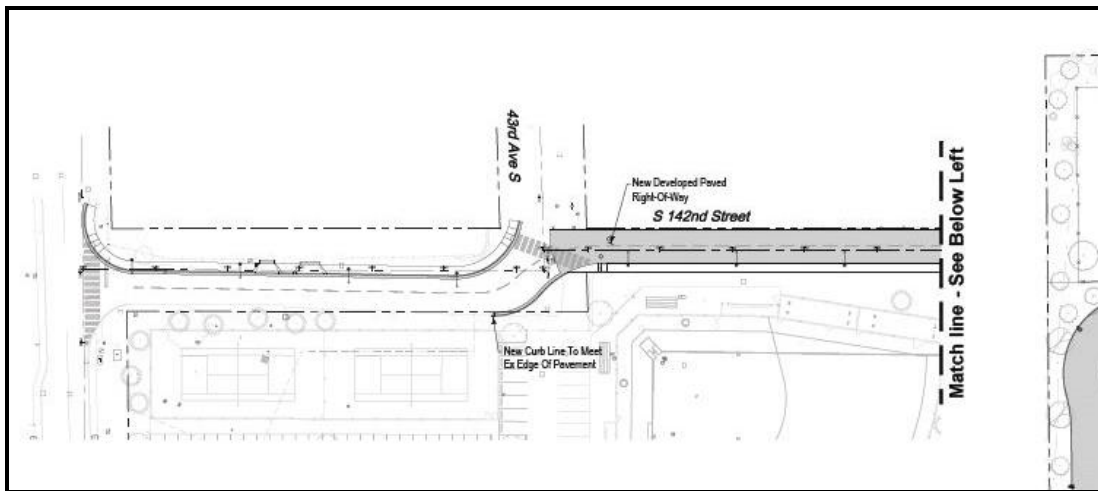 43rd Ave S
New Developed Paved
Right-Of-Way
S 142nd Street
Match line - See Below Left
New Curb Line To Meet
Ex Edge Of Pavement